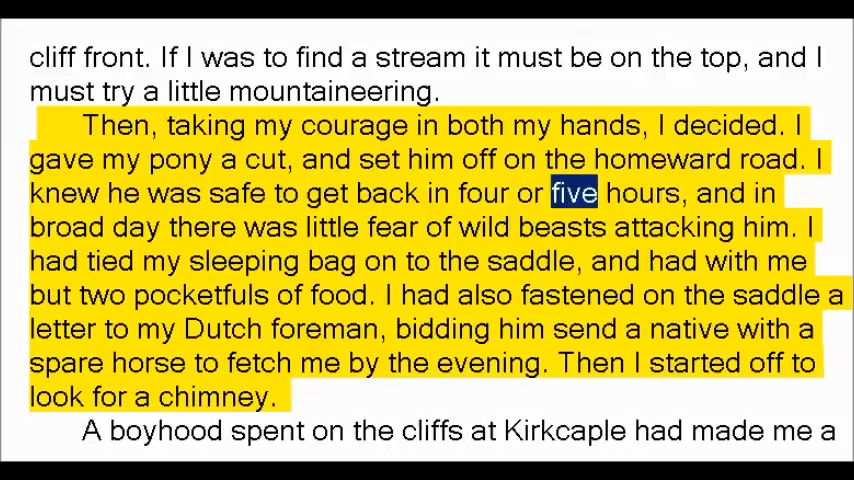 cliff front. If I was to find a stream it must be on the top, and I
must try a little mountaineering.
Then, taking my courage in both my hands, I decided. I
gave my pony a cut, and set him off on the homeward road. I
knew he was safe to get back in four or five hours, and in
broad day there was little fear of wild beasts attacking him. I
had tied my sleeping bag on to the saddle, and had with me
but two pocketfuls of food. I had also fastened on the saddle a
letter to my Dutch foreman, bidding him send a native with a
spare horse to fetch me by the evening. Then I started off to
look for a chimney.
A boyhood spent on the cliffs at Kirkcaple had made me a